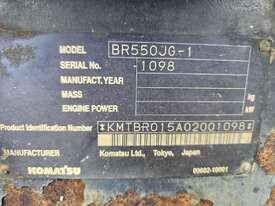 MODEL BR550JG-1
SERIAL No. 1098
MANUFACT. YEAR
MASS kg
ENGINE POWER kW
Product Identification Number *KMTBR015A02001098*
MANUFACTURER Komatsu Ltd., Tokyo, Japan
KOMATSU